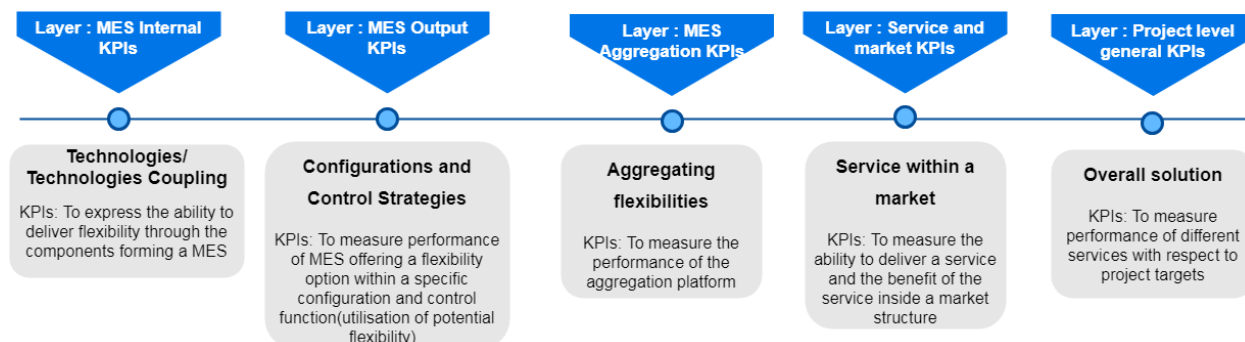 Layer : MES Internal
KPIs
Layer : MES Output
KPIs
Layer : MES
Aggregation KPIs
Layer : Service and
market KPIs
Layer : Project level
general KPIs
Technologies/
Technologies Coupling
KPIs: To express the ability to
deliver flexibility through the
components forming a MES
Configurations and
Control Strategies
KPIs: To measure performance
of MES offering a flexibility
option within a specific
configuration and control
function(utilisation of potential
flexibility)
Aggregating
flexibilities
KPIs: To measure the
performance of the
aggregation platform
Service within a
market
KPIs: To measure the
ability to deliver a service
and the benefit of the
service inside a market
structure
Overall solution
KPIs: To measure
performance of different
services with respect to
project targets